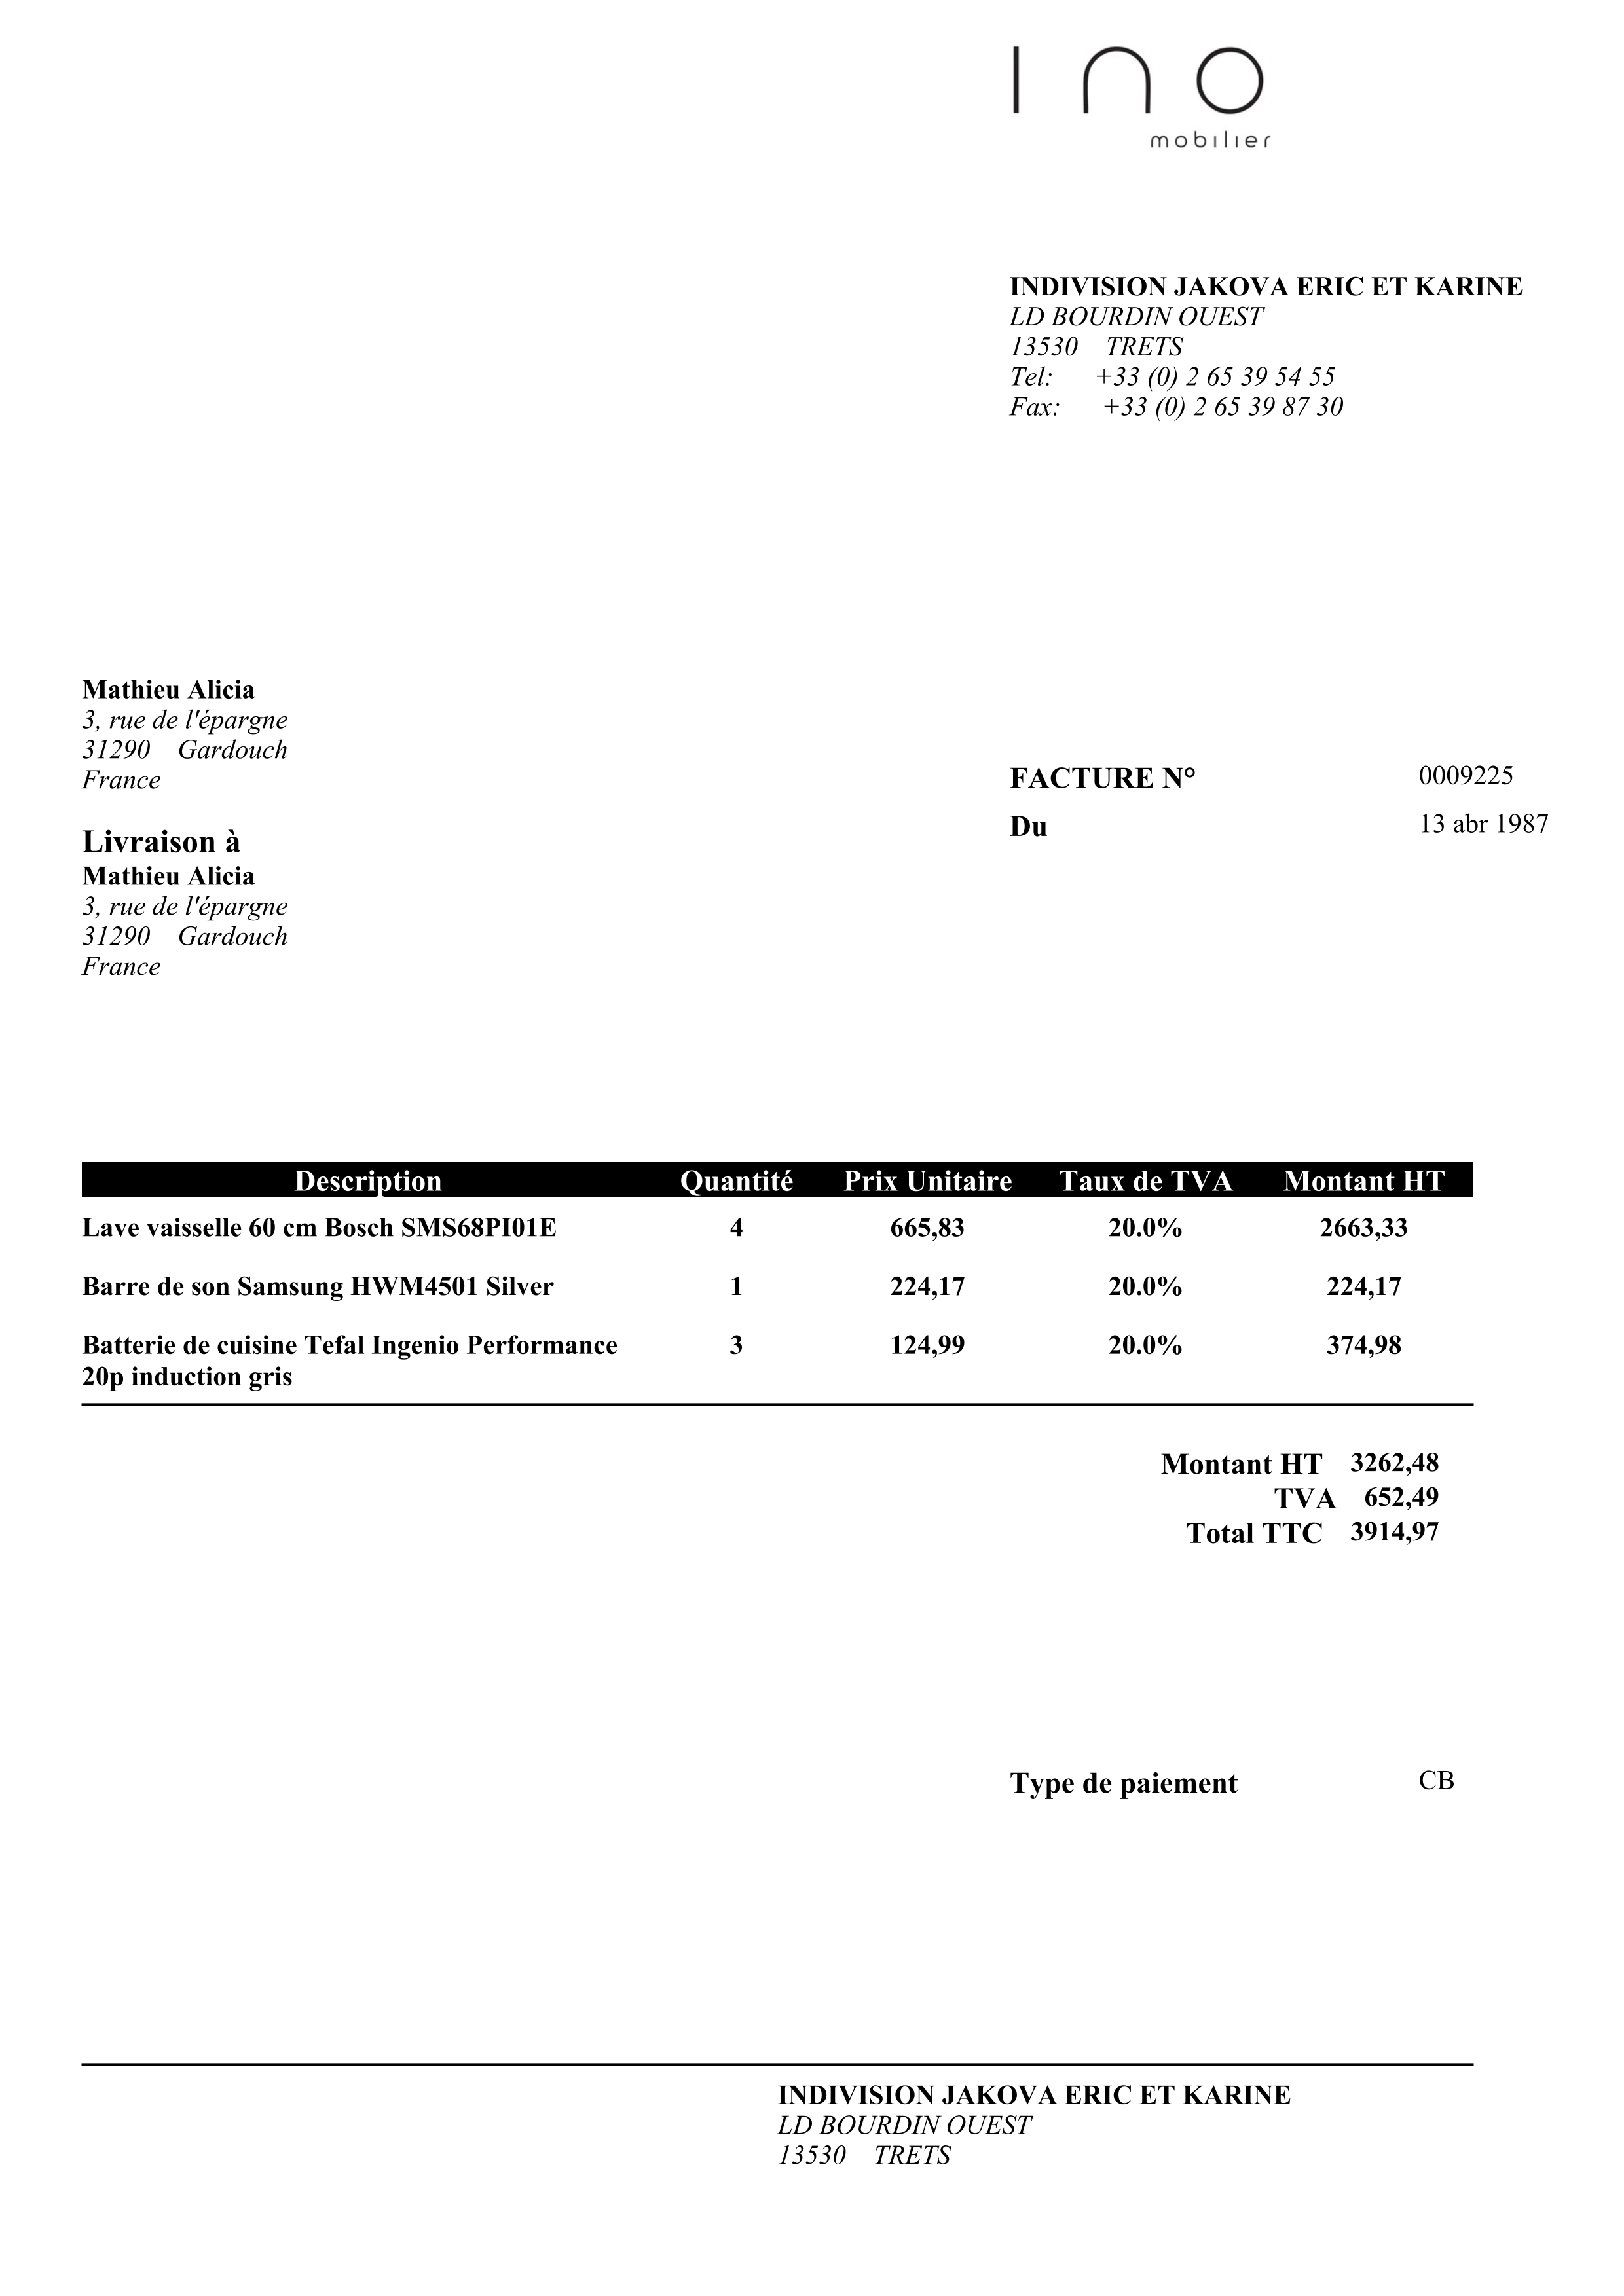 Ino
mobilier
INDIVISION JAKOVA ERIC ET KARINE
LD BOURDIN OUEST
13530 TRETS
Tel: +33 (0) 2 65 39 54 55
Fax: +33 (0) 2 65 39 87 30
Mathieu Alicia
3, rue de l'épargne
31290 Gardouch
France
FACTURE N° 0009225
Du 13 abr 1987
Livraison à
Mathieu Alicia
3, rue de l'épargne
31290 Gardouch
France
Description Quantité Prix Unitaire Taux de TVA Montant HT
Lave vaisselle 60 cm Bosch SMS68PI01E 4 665,83 20.0% 2663,33
Barre de son Samsung HWM4501 Silver 1 224,17 20.0% 224,17
Batterie de cuisine Tefal Ingenio Performance 3 124,99 20.0% 374,98
20p induction gris
Montant HT 3262,48
TVA 652,49
Total TTC 3914,97
Type de paiement CB
INDIVISION JAKOVA ERIC ET KARINE
LD BOURDIN OUEST
13530 TRETS